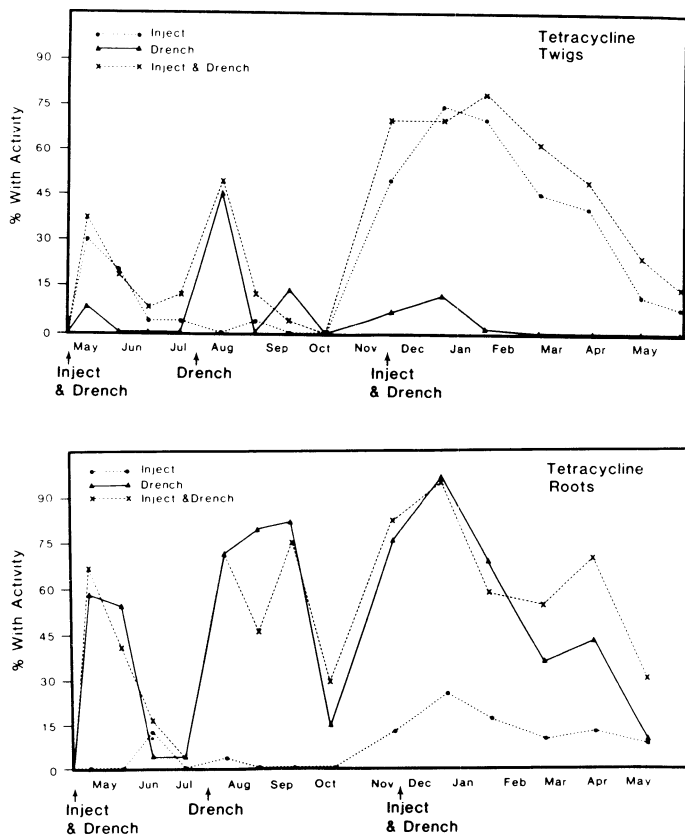 Inject
Drench
Inject & Drench
Tetracycline
Twigs
% With Activity
90
75
60
45
30
15
0
May Jun Jul Aug Sep Oct Nov Dec Jan Feb Mar Apr May
Inject
& Drench
Drench
Inject
& Drench
Inject
Drench
Inject &Drench
Tetracycline
Roots
% With Activity
90
75
60
45
30
15
0
May Jun Jul Aug Sep Oct Nov Dec Jan Feb Mar Apr May
Inject
& Drench
Drench
Inject
& Drench